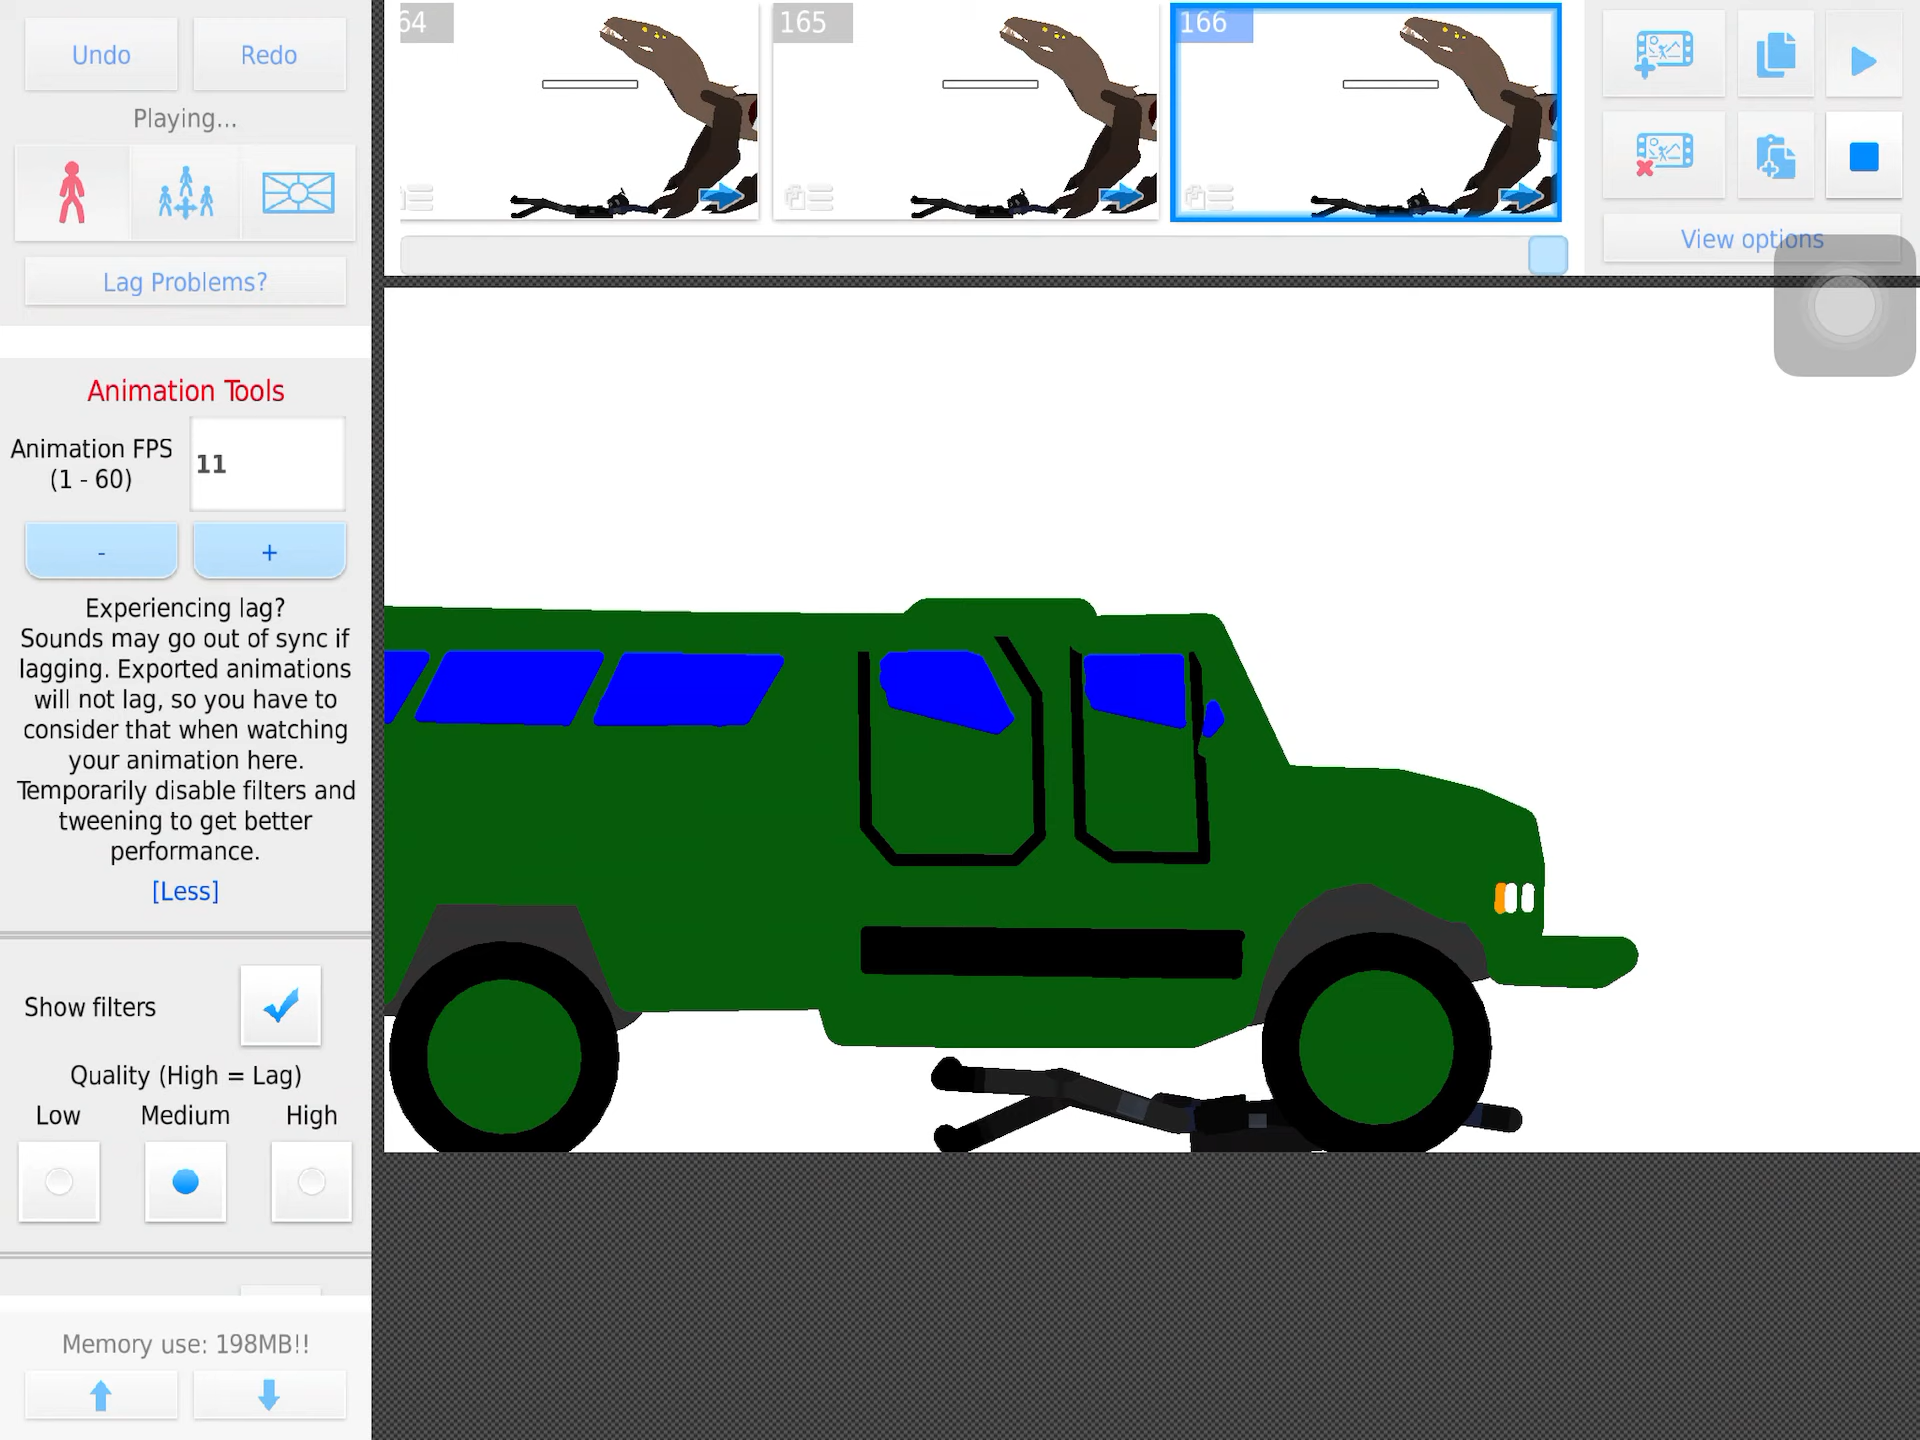 Undo
Redo
Playing...
Lag Problems?
64
165
166
View options
Animation Tools
Animation FPS
(1 - 60)
11
-
+
Experiencing lag?
Sounds may go out of sync if
lagging. Exported animations
will not lag, so you have to
consider that when watching
your animation here.
Temporarily disable filters and
tweening to get better
performance.
[Less]
Show filters
Quality (High = Lag)
Low
Medium
High
Memory use: 198MB!!